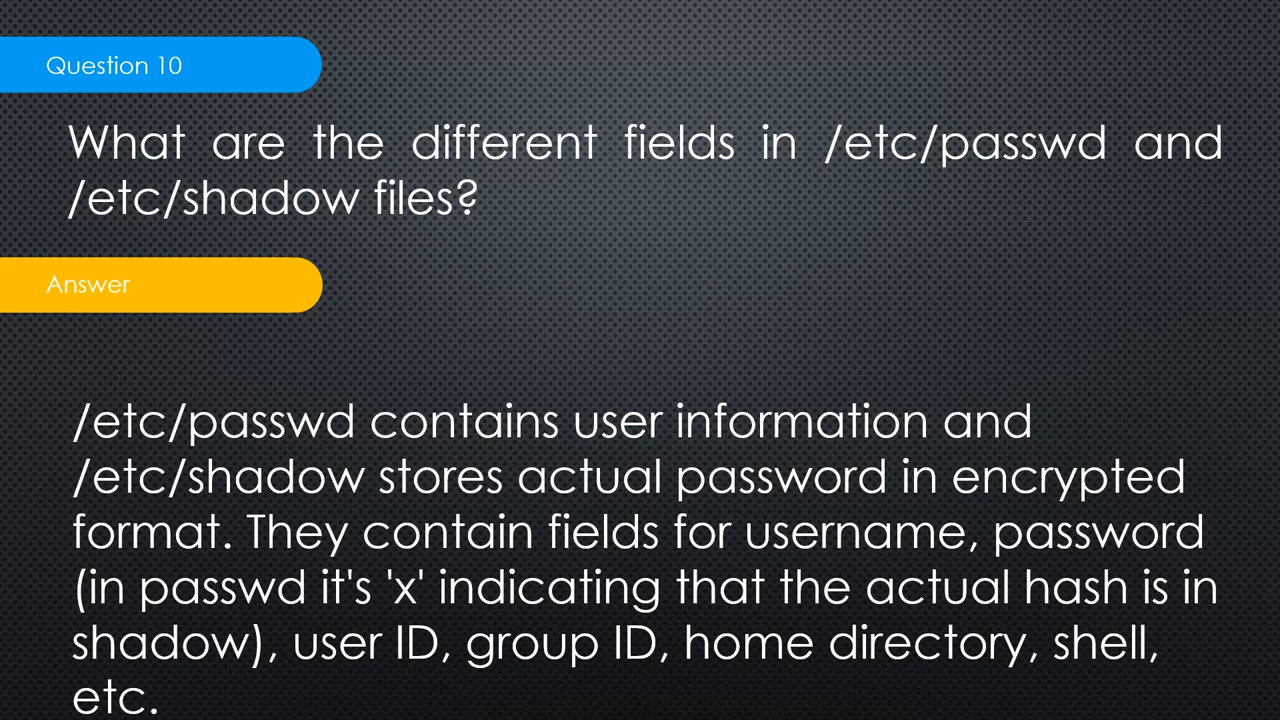 Question 10
What are the different fields in /etc/passwd and
/etc/shadow files?
Answer
/etc/passwd contains user information and
/etc/shadow stores actual password in encrypted
format. They contain fields for username, password
(in passwd it's 'x' indicating that the actual hash is in
shadow), user ID, group ID, home directory, shell,
etc.